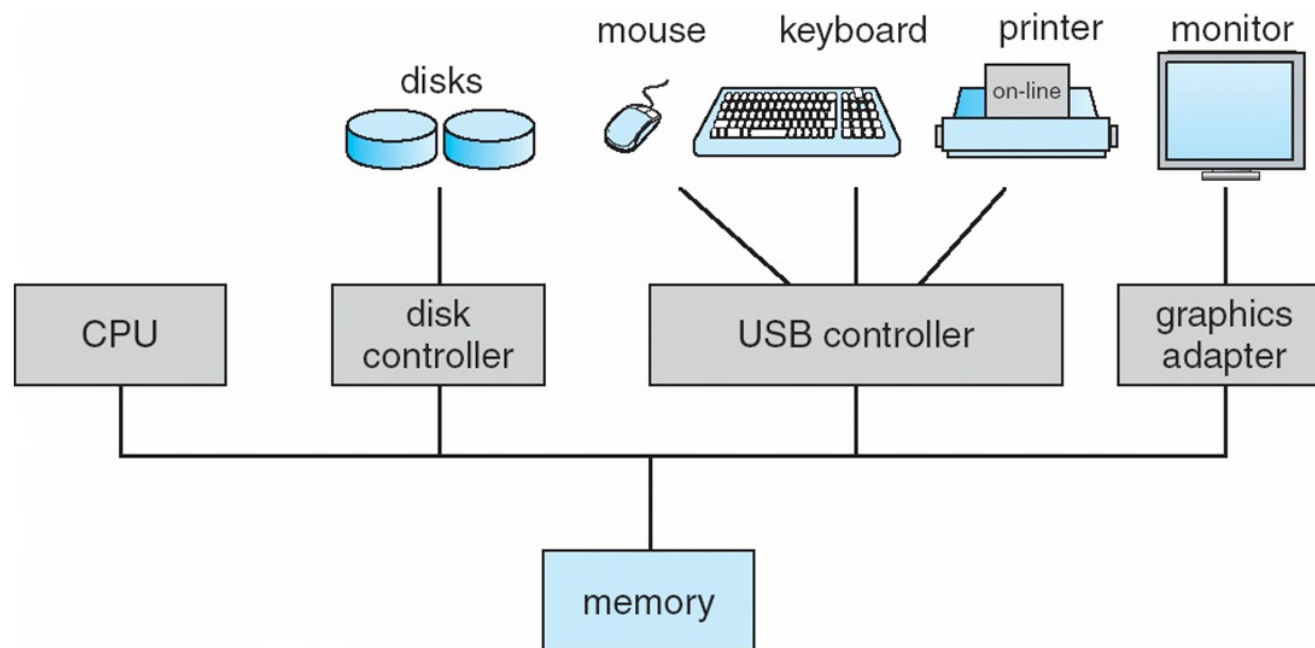 mouse
keyboard
printer
monitor
disks
on-line
CPU
disk
controller
USB controller
graphics
adapter
memory